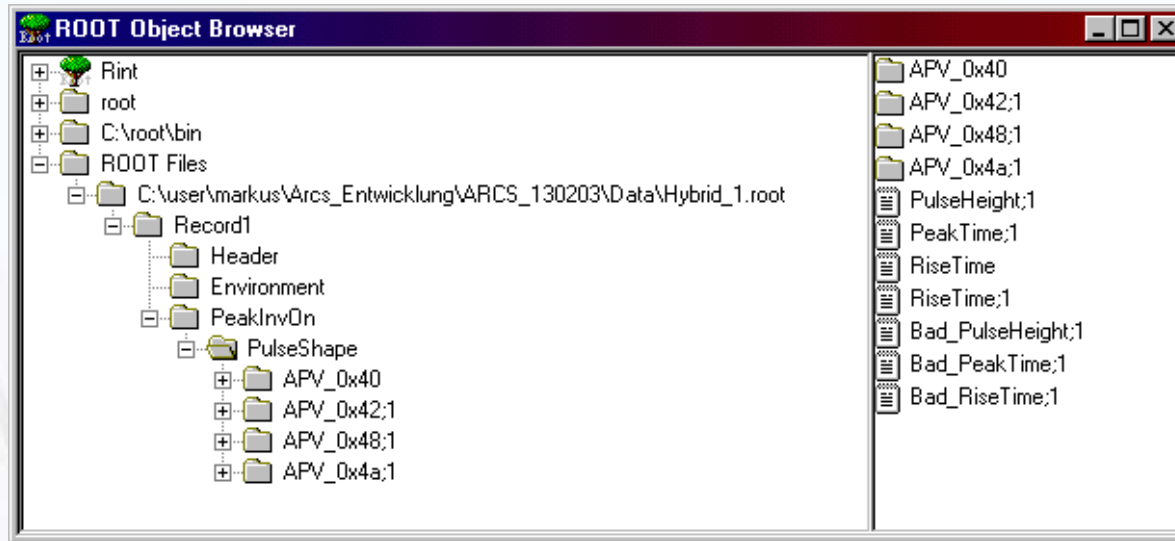 ROOT Object Browser
Rint
root
C:\root\bin
ROOT Files
C:\user\markus\Arcs_Entwicklung\ARCS_130203\Data\Hybrid_1.root
Record1
Header
Environment
PeakInvOn
PulseShape
APV_0x40
APV_0x42;1
APV_0x48;1
APV_0x4a;1
APV_0x40
APV_0x42;1
APV_0x48;1
APV_0x4a;1
PulseHeight;1
PeakTime;1
RiseTime
RiseTime;1
Bad_PulseHeight;1
Bad_PeakTime;1
Bad_RiseTime;1